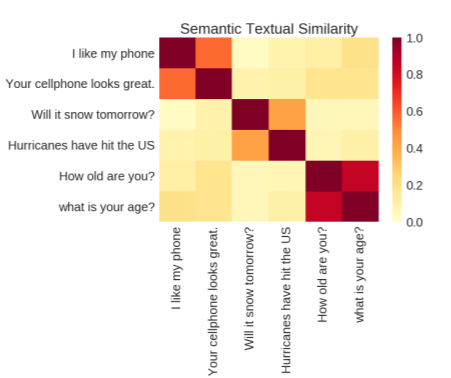 Semantic Textual Similarity
I like my phone
Your cellphone looks great.
Will it snow tomorrow?
Hurricanes have hit the US
How old are you?
what is your age?
1.0
0.8
0.6
0.4
0.2
0.0
I like my phone
Your cellphone looks great.
Will it snow tomorrow?
Hurricanes have hit the US
How old are you?
what is your age?